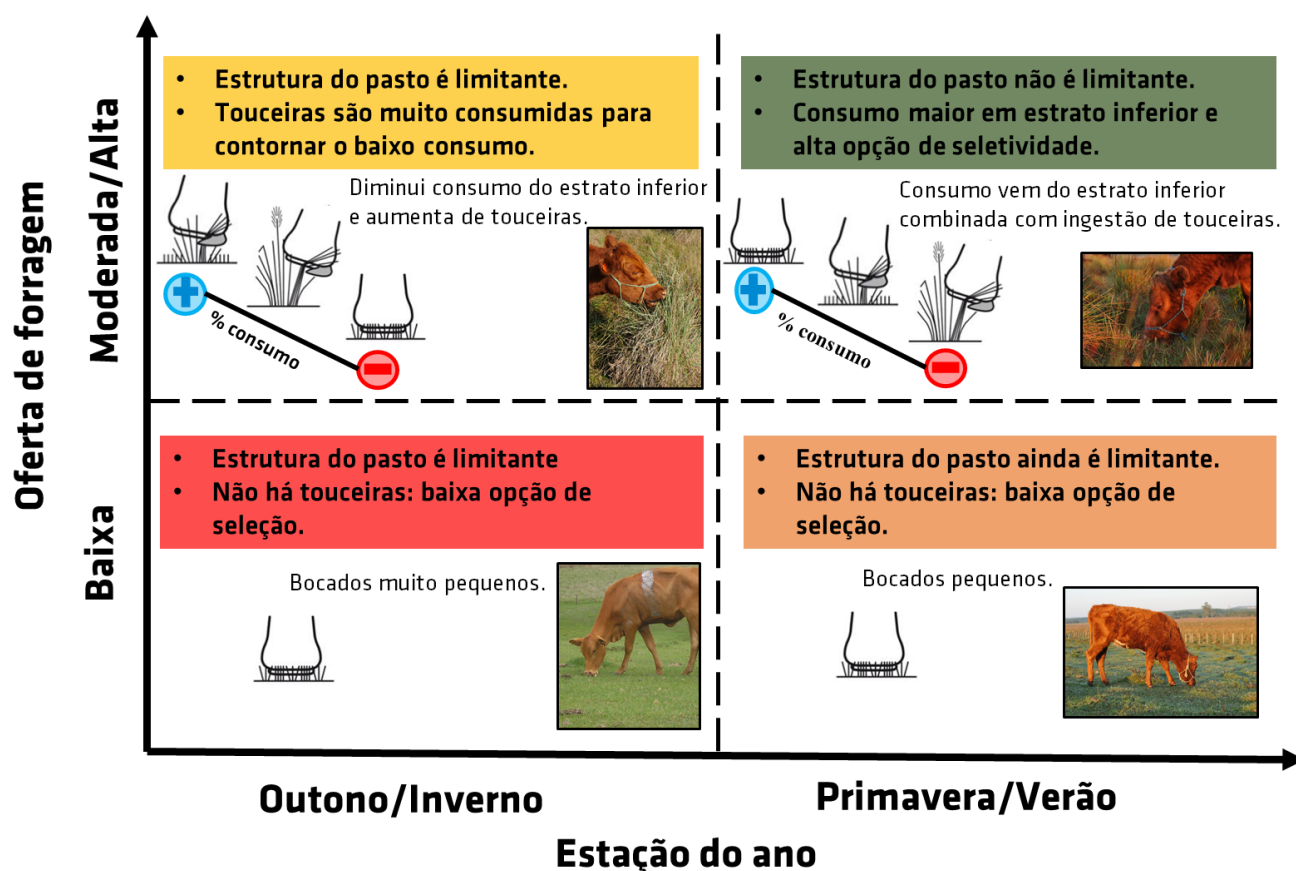 Oferta de forragem
Moderada/Alta
Baixa
• Estrutura do pasto é limitante.
• Touceiras são muito consumidas para
contornar o baixo consumo.
Diminui consumo do estrato inferior
e aumenta de touceiras.
% consumo
• Estrutura do pasto não é limitante.
• Consumo maior em estrato inferior e
alta opção de seletividade.
Consumo vem do estrato inferior
combinada com ingestão de touceiras.
% consumo
• Estrutura do pasto é limitante
• Não há touceiras: baixa opção de
seleção.
Bocados muito pequenos.
• Estrutura do pasto ainda é limitante.
• Não há touceiras: baixa opção de
seleção.
Bocados pequenos.
Outono/Inverno
Primavera/Verão
Estação do ano